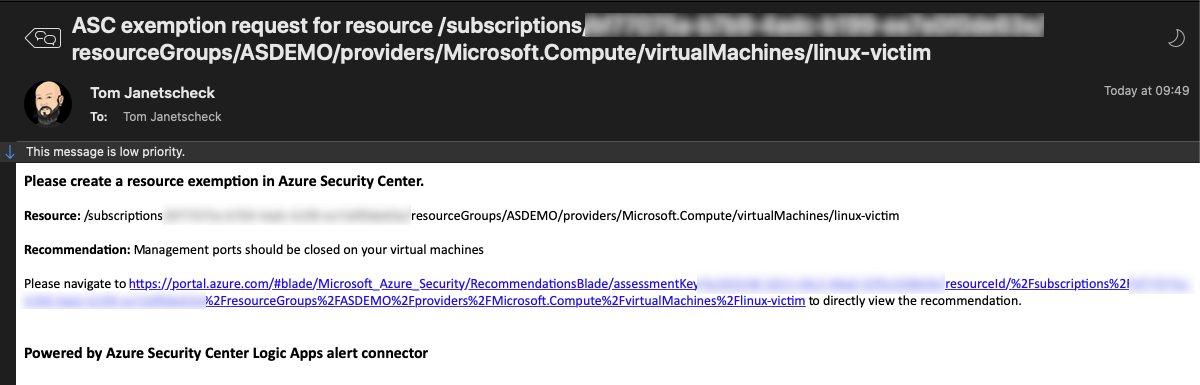 ASC exemption request for resource /subscriptions/
resourceGroups/ASDEMO/providers/Microsoft.Compute/virtualMachines/linux-victim
Tom Janetscheck
Today at 09:49
To: Tom Janetscheck
This message is low priority.
Please create a resource exemption in Azure Security Center.
Resource: /subscriptions resourceGroups/ASDEMO/providers/Microsoft.Compute/virtualMachines/linux-victim
Recommendation: Management ports should be closed on your virtual machines
Please navigate to https://portal.azure.com/#blade/Microsoft_Azure_Security/RecommendationsBlade/assessmentKey resourceId/%2Fsubscriptions%2F
%2FresourceGroups%2FASDEMO%2Fproviders%2FMicrosoft.Compute%2FvirtualMachines%2Flinux-victim to directly view the recommendation.
Powered by Azure Security Center Logic Apps alert connector